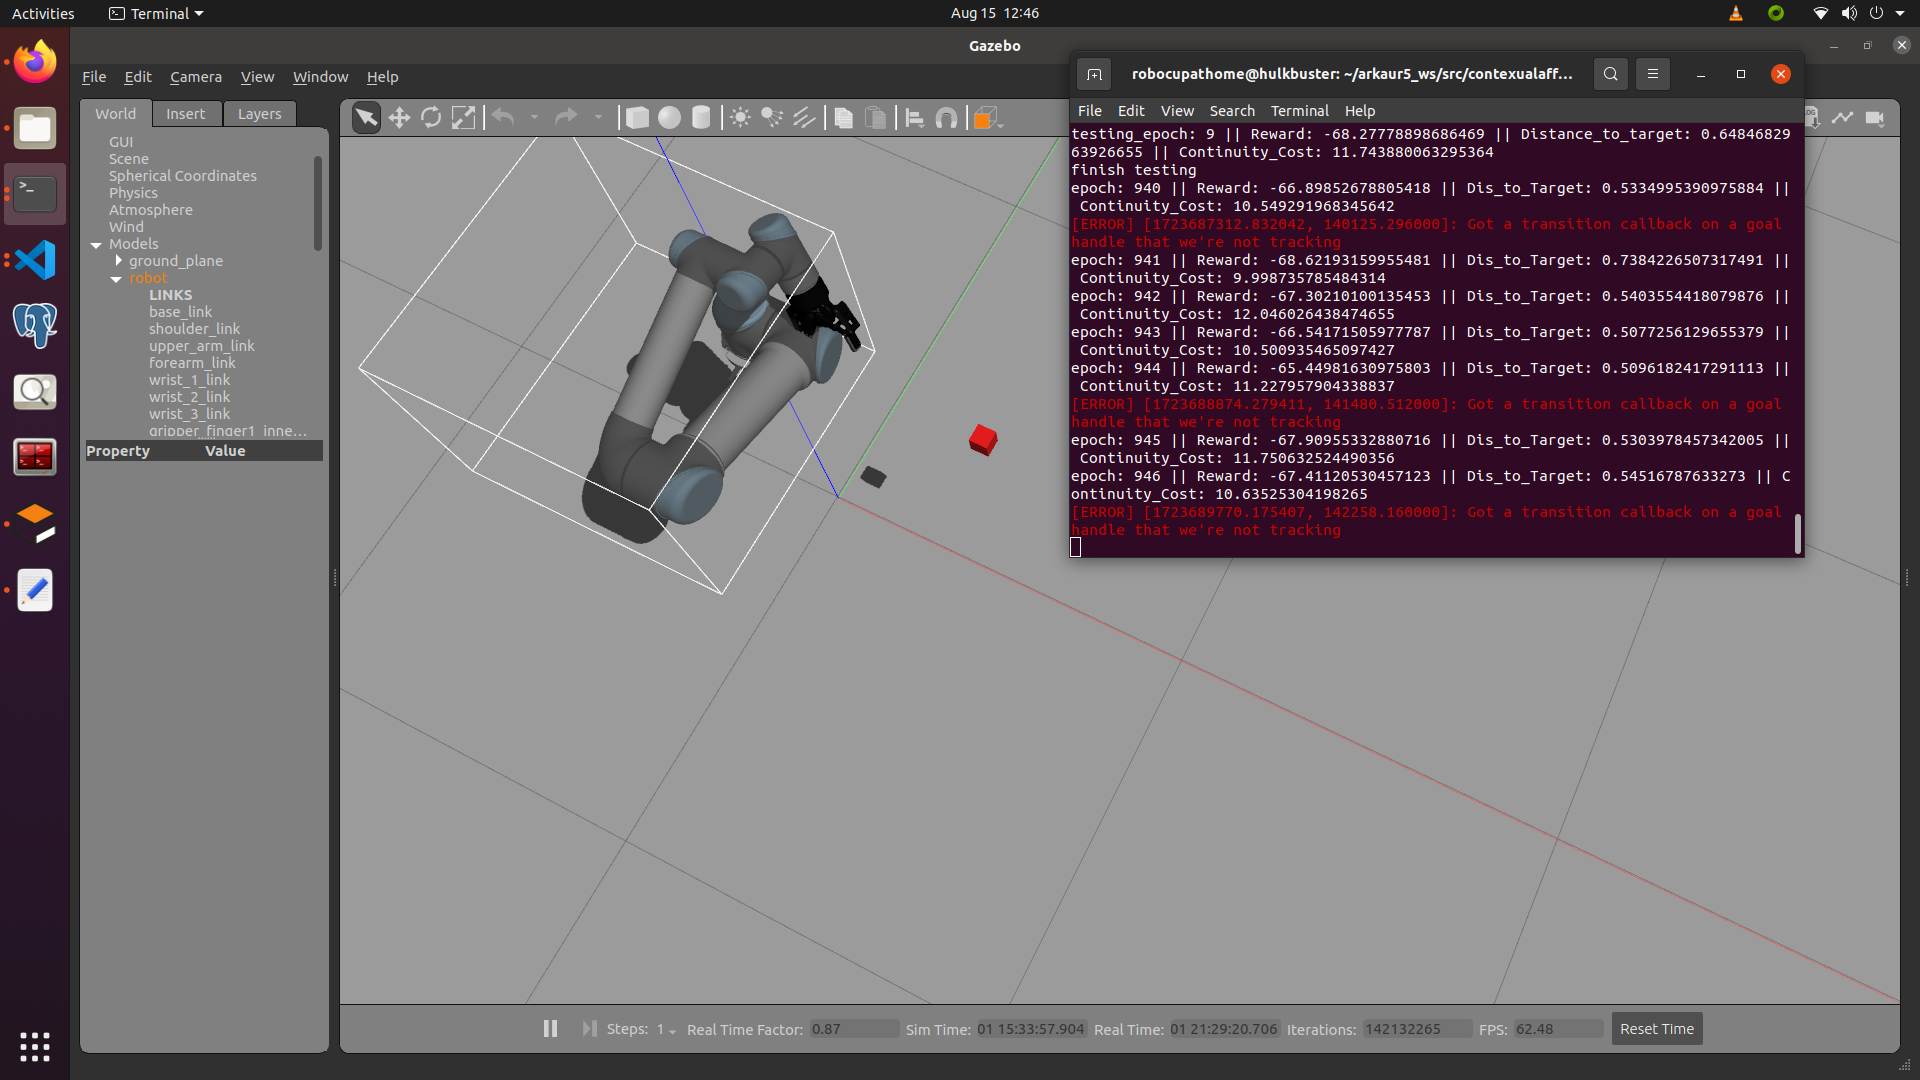 Activities
Terminal
Aug 15 12:46
Gazebo
File Edit Camera View Window Help
World Insert Layers
GUI
Scene
Spherical Coordinates
Physics
Atmosphere
Wind
Models
ground_plane
robot
LINKS
base_link
shoulder_link
upper_arm_link
forearm_link
wrist_1_link
wrist_2_link
wrist_3_link
gripper_finger1_inne...
Property Value
robocupathome@hulkbuster: ~/arkaur5_ws/src/contexualaff...
File Edit View Search Terminal Help
testing_epoch: 9 || Reward: -68.27778898686469 || Distance_to_target: 0.64846829
63926655 || Continuity_Cost: 11.743880063295364
finish testing
epoch: 940 || Reward: -66.89852678805418 || Dis_to_Target: 0.5334995390975884 ||
Continuity_Cost: 10.549291968345642
[ERROR] [1723687312.832042, 140125.296000]: Got a transition callback on a goal
handle that we're not tracking
epoch: 941 || Reward: -68.62193159955481 || Dis_to_Target: 0.7384226507317491 ||
Continuity_Cost: 9.998735785484314
epoch: 942 || Reward: -67.30210100135453 || Dis_to_Target: 0.5403554418079876 ||
Continuity_Cost: 12.046026438474655
epoch: 943 || Reward: -66.54171505977787 || Dis_to_Target: 0.5077256129655379 ||
Continuity_Cost: 10.500935465097427
epoch: 944 || Reward: -65.44981630975803 || Dis_to_Target: 0.5096182417291113 ||
Continuity_Cost: 11.227957904338837
[ERROR] [1723688874.279411, 141480.512000]: Got a transition callback on a goal
handle that we're not tracking
epoch: 945 || Reward: -67.90955332880716 || Dis_to_Target: 0.5303978457342005 ||
Continuity_Cost: 11.750632524490356
epoch: 946 || Reward: -67.41120530457123 || Dis_to_Target: 0.54516787633273 || C
ontinuity_Cost: 10.63525304198265
[ERROR] [1723689770.175407, 142258.160000]: Got a transition callback on a goal
handle that we're not tracking
Steps: 1 Real Time Factor: 0.87 Sim Time: 01 15:33:57.904 Real Time: 01 21:29:20.706 Iterations: 142132265 FPS: 62.48 Reset Time